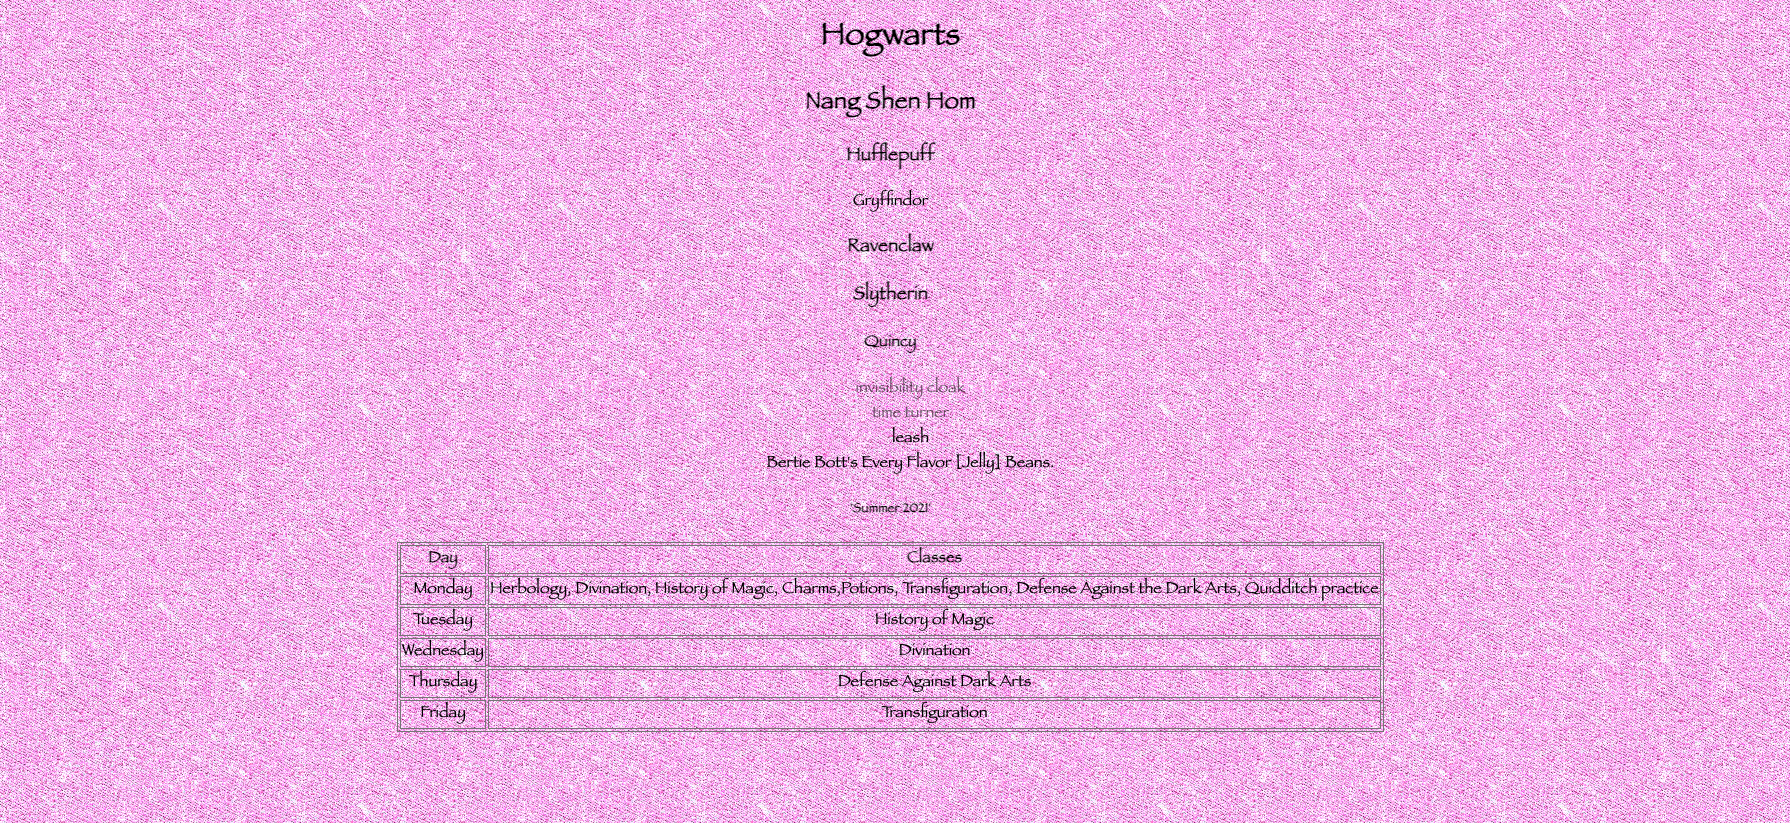 Hogwarts
Nang Shen Hom
Hufflepuff
Gryffindor
Ravenclaw
Slytherin
Quincy
invisibility cloak
time turner
leash
Bertie Bott's Every Flavor [Jelly] Beans.
'Summer 2021'
Day Classes
Monday Herbology, Divination, History of Magic, Charms,Potions, Transfiguration, Defense Against the Dark Arts, Quidditch practice
Tuesday History of Magic
Wednesday Divination
Thursday Defense Against Dark Arts
Friday Transfiguration